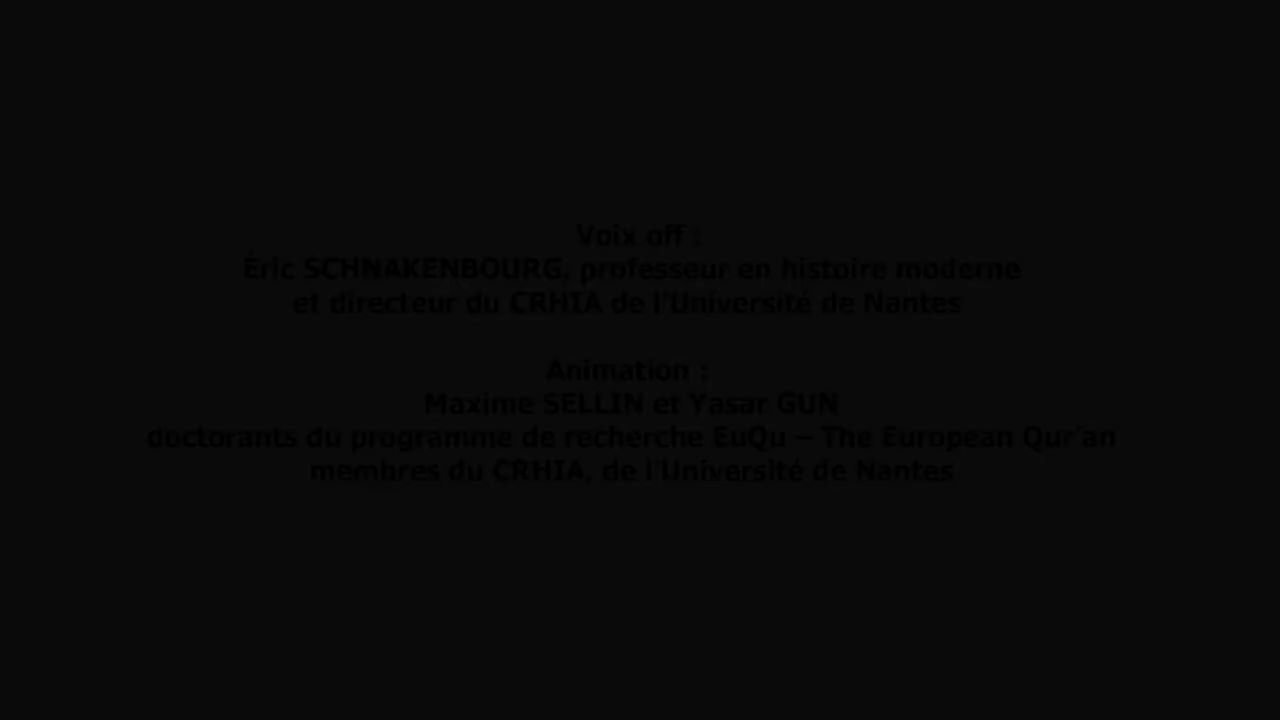 Voix off :
Éric SCHNAKENBOURG, professeur en histoire moderne
et directeur du CRHIA de l'Université de Nantes
Animation :
Maxime SELLIN et Yasar GUN
doctorants du programme de recherche EuQu – The European Qur'an
membres du CRHIA, de l'Université de Nantes